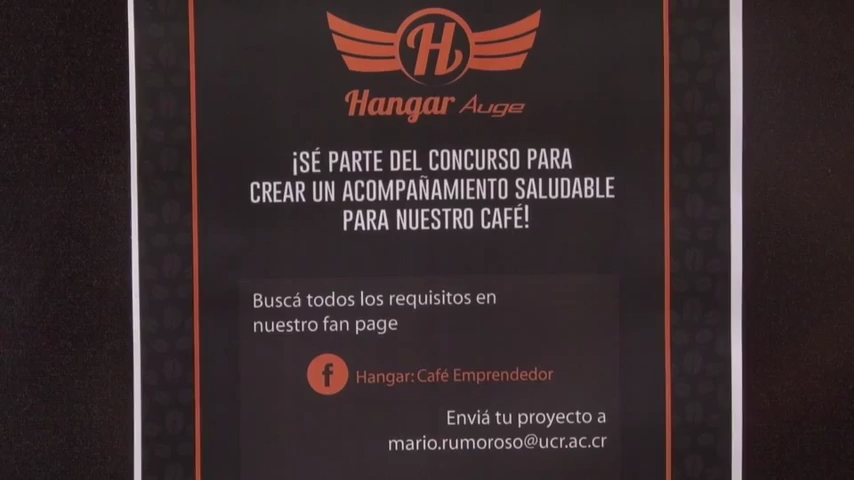 H
Hangar Auge
¡SÉ PARTE DEL CONCURSO PARA
CREAR UN ACOMPAÑAMIENTO SALUDABLE
PARA NUESTRO CAFÉ!
Buscá todos los requisitos en
nuestro fan page
f Hangar: Café Emprendedor
Enviá tu proyecto a
mario.rumoroso@ucr.ac.cr